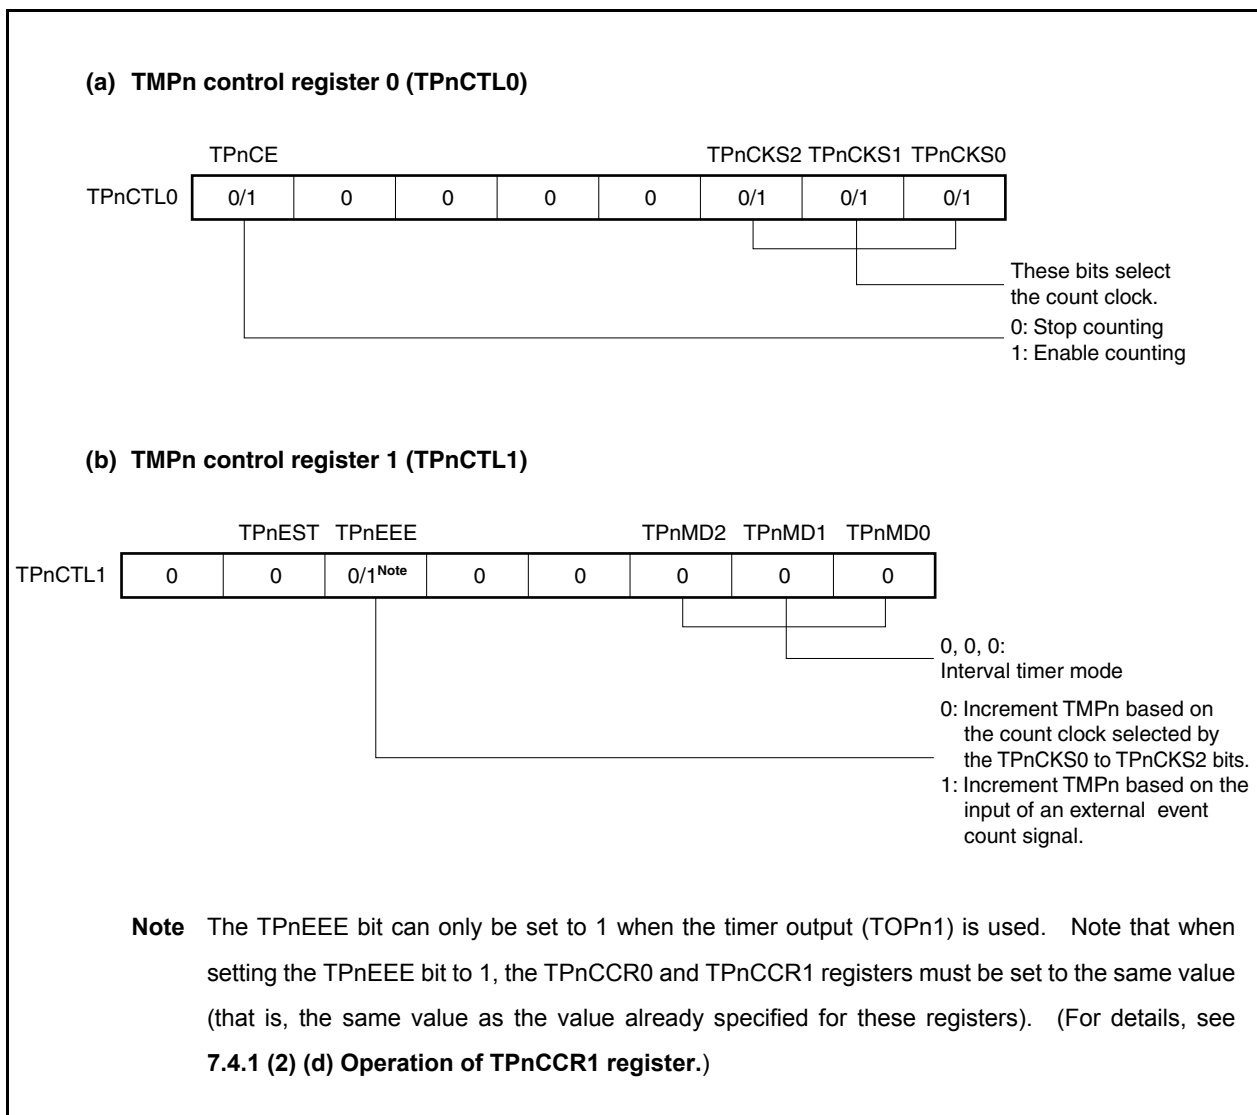 (a) TMPn control register 0 (TPnCTL0)
TPnCE TPnCKS2 TPnCKS1 TPnCKS0
TPnCTL0 0/1 0 0 0 0 0/1 0/1 0/1
These bits select
the count clock.
0: Stop counting
1: Enable counting
(b) TMPn control register 1 (TPnCTL1)
TPnEST TPnEEE TPnMD2 TPnMD1 TPnMD0
TPnCTL1 0 0 0/1Note 0 0 0 0 0
0, 0, 0:
Interval timer mode
0: Increment TMPn based on
the count clock selected by
the TPnCKS0 to TPnCKS2 bits.
1: Increment TMPn based on the
input of an external event
count signal.
Note The TPnEEE bit can only be set to 1 when the timer output (TOPn1) is used. Note that when
setting the TPnEEE bit to 1, the TPnCCR0 and TPnCCR1 registers must be set to the same value
(that is, the same value as the value already specified for these registers). (For details, see
7.4.1 (2) (d) Operation of TPnCCR1 register.)